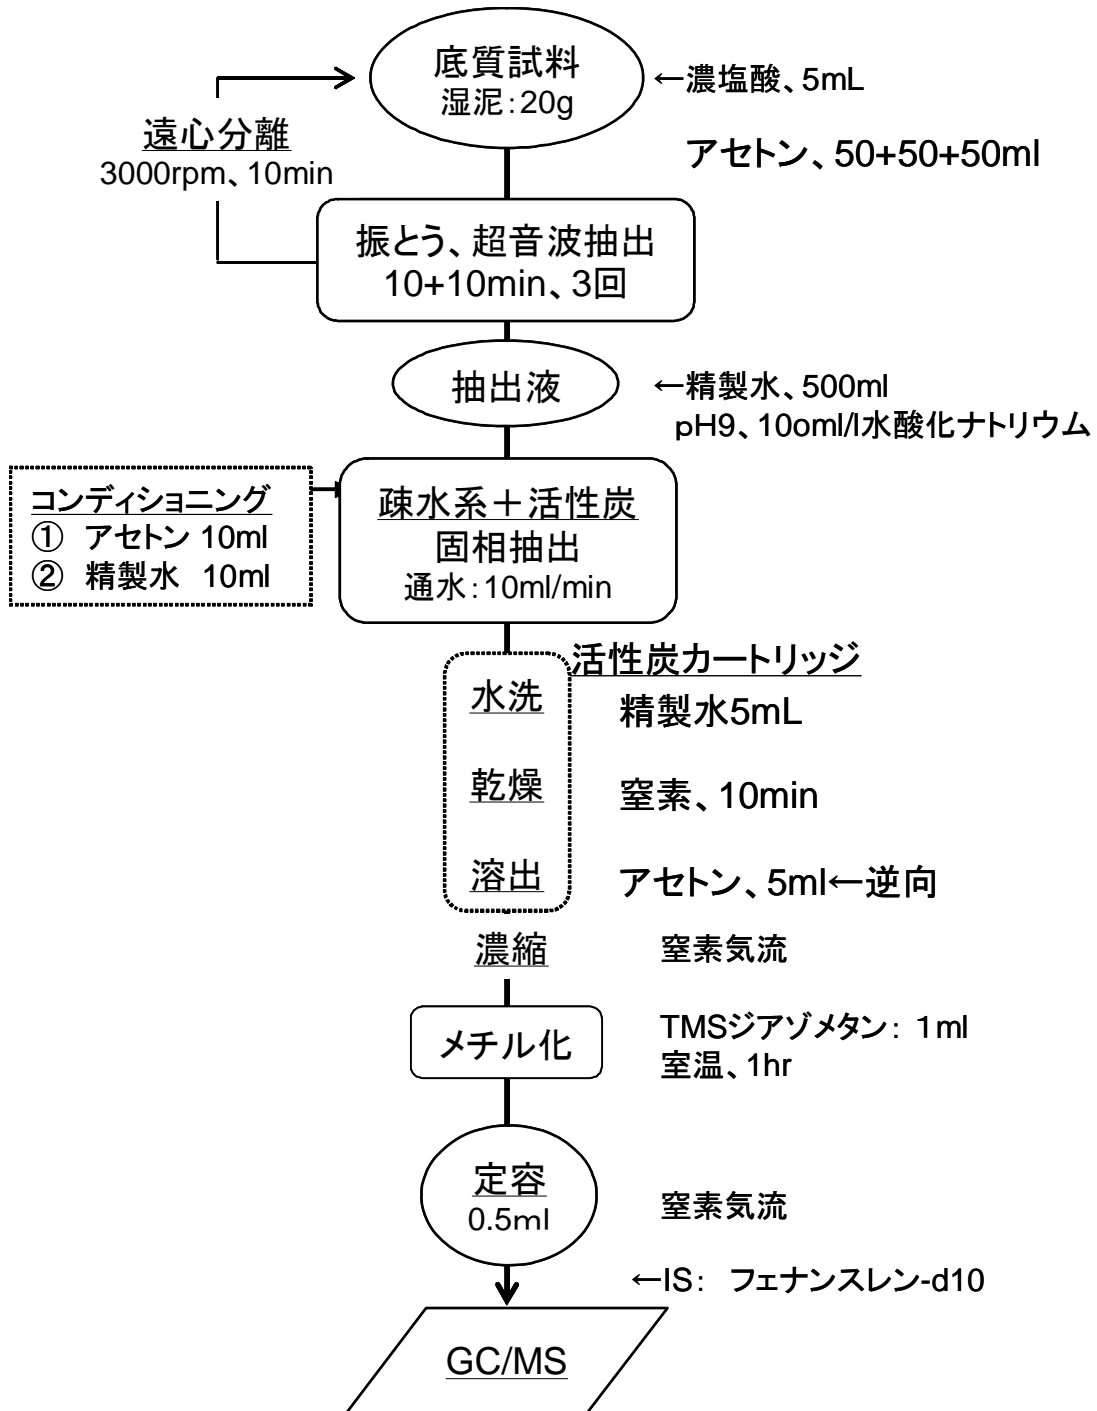 底質試料
湿泥:20g
←濃塩酸、5mL
アセトン、50+50+50ml
遠心分離
3000rpm、10min
振とう、超音波抽出
10+10min、3回
抽出液
←精製水、500ml
pH9、10oml/l水酸化ナトリウム
コンディショニング
① アセトン 10ml
② 精製水 10ml
疎水系＋活性炭
固相抽出
通水:10ml/min
活性炭カートリッジ
水洗
精製水5mL
乾燥
窒素、10min
溶出
アセトン、5ml←逆向
濃縮
窒素気流
メチル化
TMSジアゾメタン: 1ml
室温、1hr
定容
0.5ml
窒素気流
←IS: フェナンスレン-d10
GC/MS